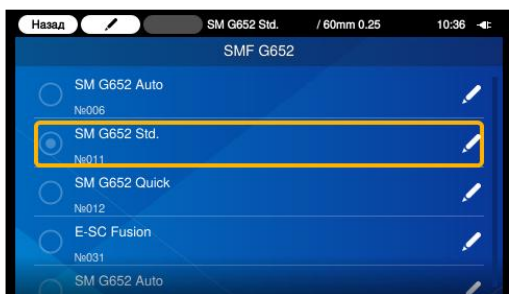 Назад SM G652 Std. / 60mm 0.25 10:36
SMF G652
SM G652 Auto
№006
SM G652 Std.
№011
SM G652 Quick
№012
E-SC Fusion
№031
SM G652 Auto